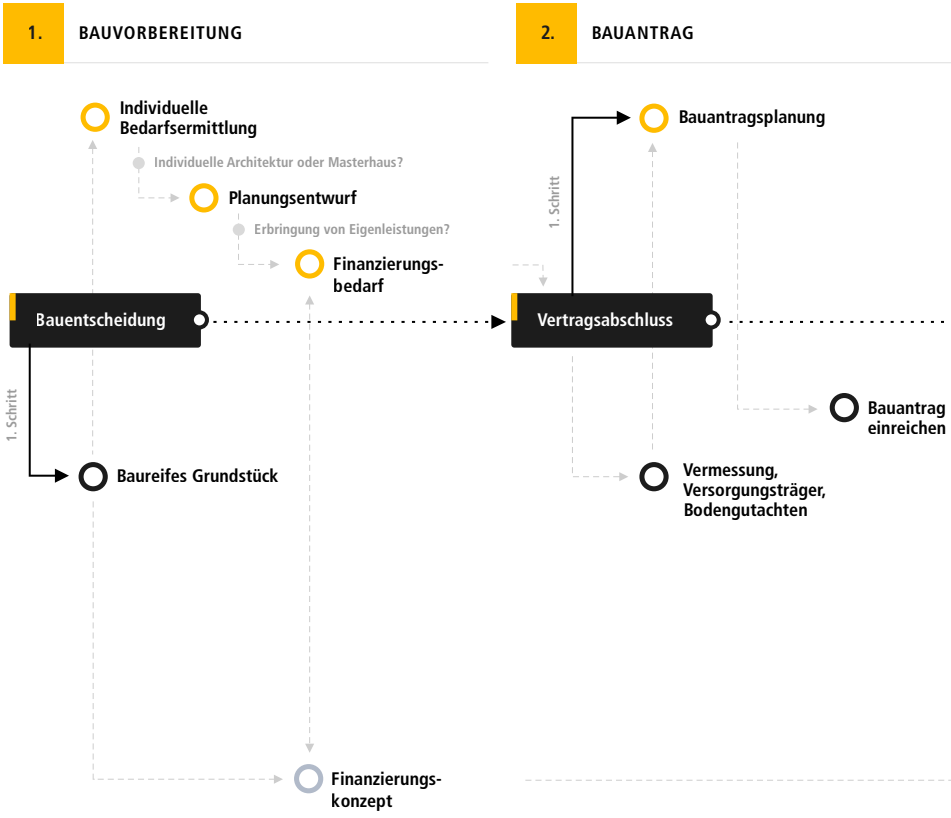 1.
BAUVORBEREITUNG
Individuelle
Bedarfsermittlung
Individuelle Architektur oder Masterhaus?
Planungsentwurf
Erbringung von Eigenleistungen?
Finanzierungs-
bedarf
Bauentscheidung
1. Schritt
Baureifes Grundstück
Finanzierungs-
konzept
2.
BAUANTRAG
Bauantragsplanung
1. Schritt
Vertragsabschluss
Bauantrag
einreichen
Vermessung,
Versorgungsträger,
Bodengutachten